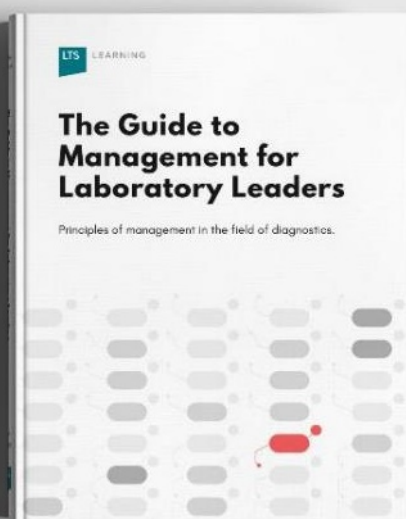 LTS LEARNING
The Guide to
Management for
Laboratory Leaders
Principles of management in the field of diagnostics.